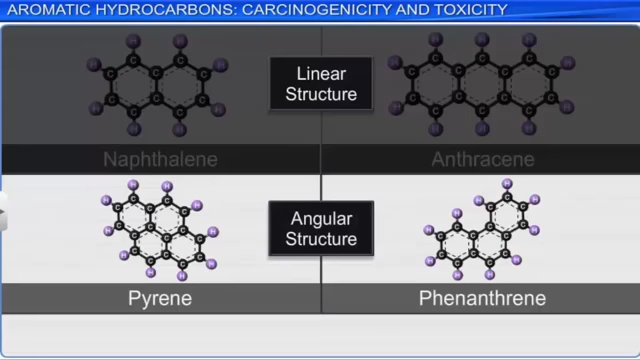 AROMATIC HYDROCARBONS: CARCINOGENICITY AND TOXICITY
Linear
Structure
Naphthalene
Anthracene
Angular
Structure
Pyrene
Phenanthrene